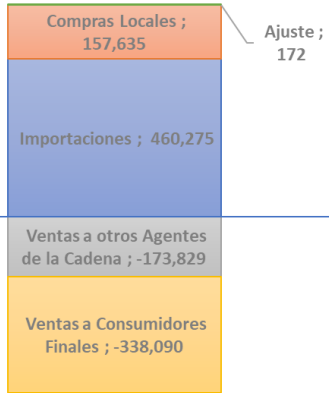 Compras Locales ;
157,635
Ajuste ;
172
Importaciones ; 460,275
Ventas a otros Agentes
de la Cadena ; -173,829
Ventas a Consumidores
Finales ; -338,090